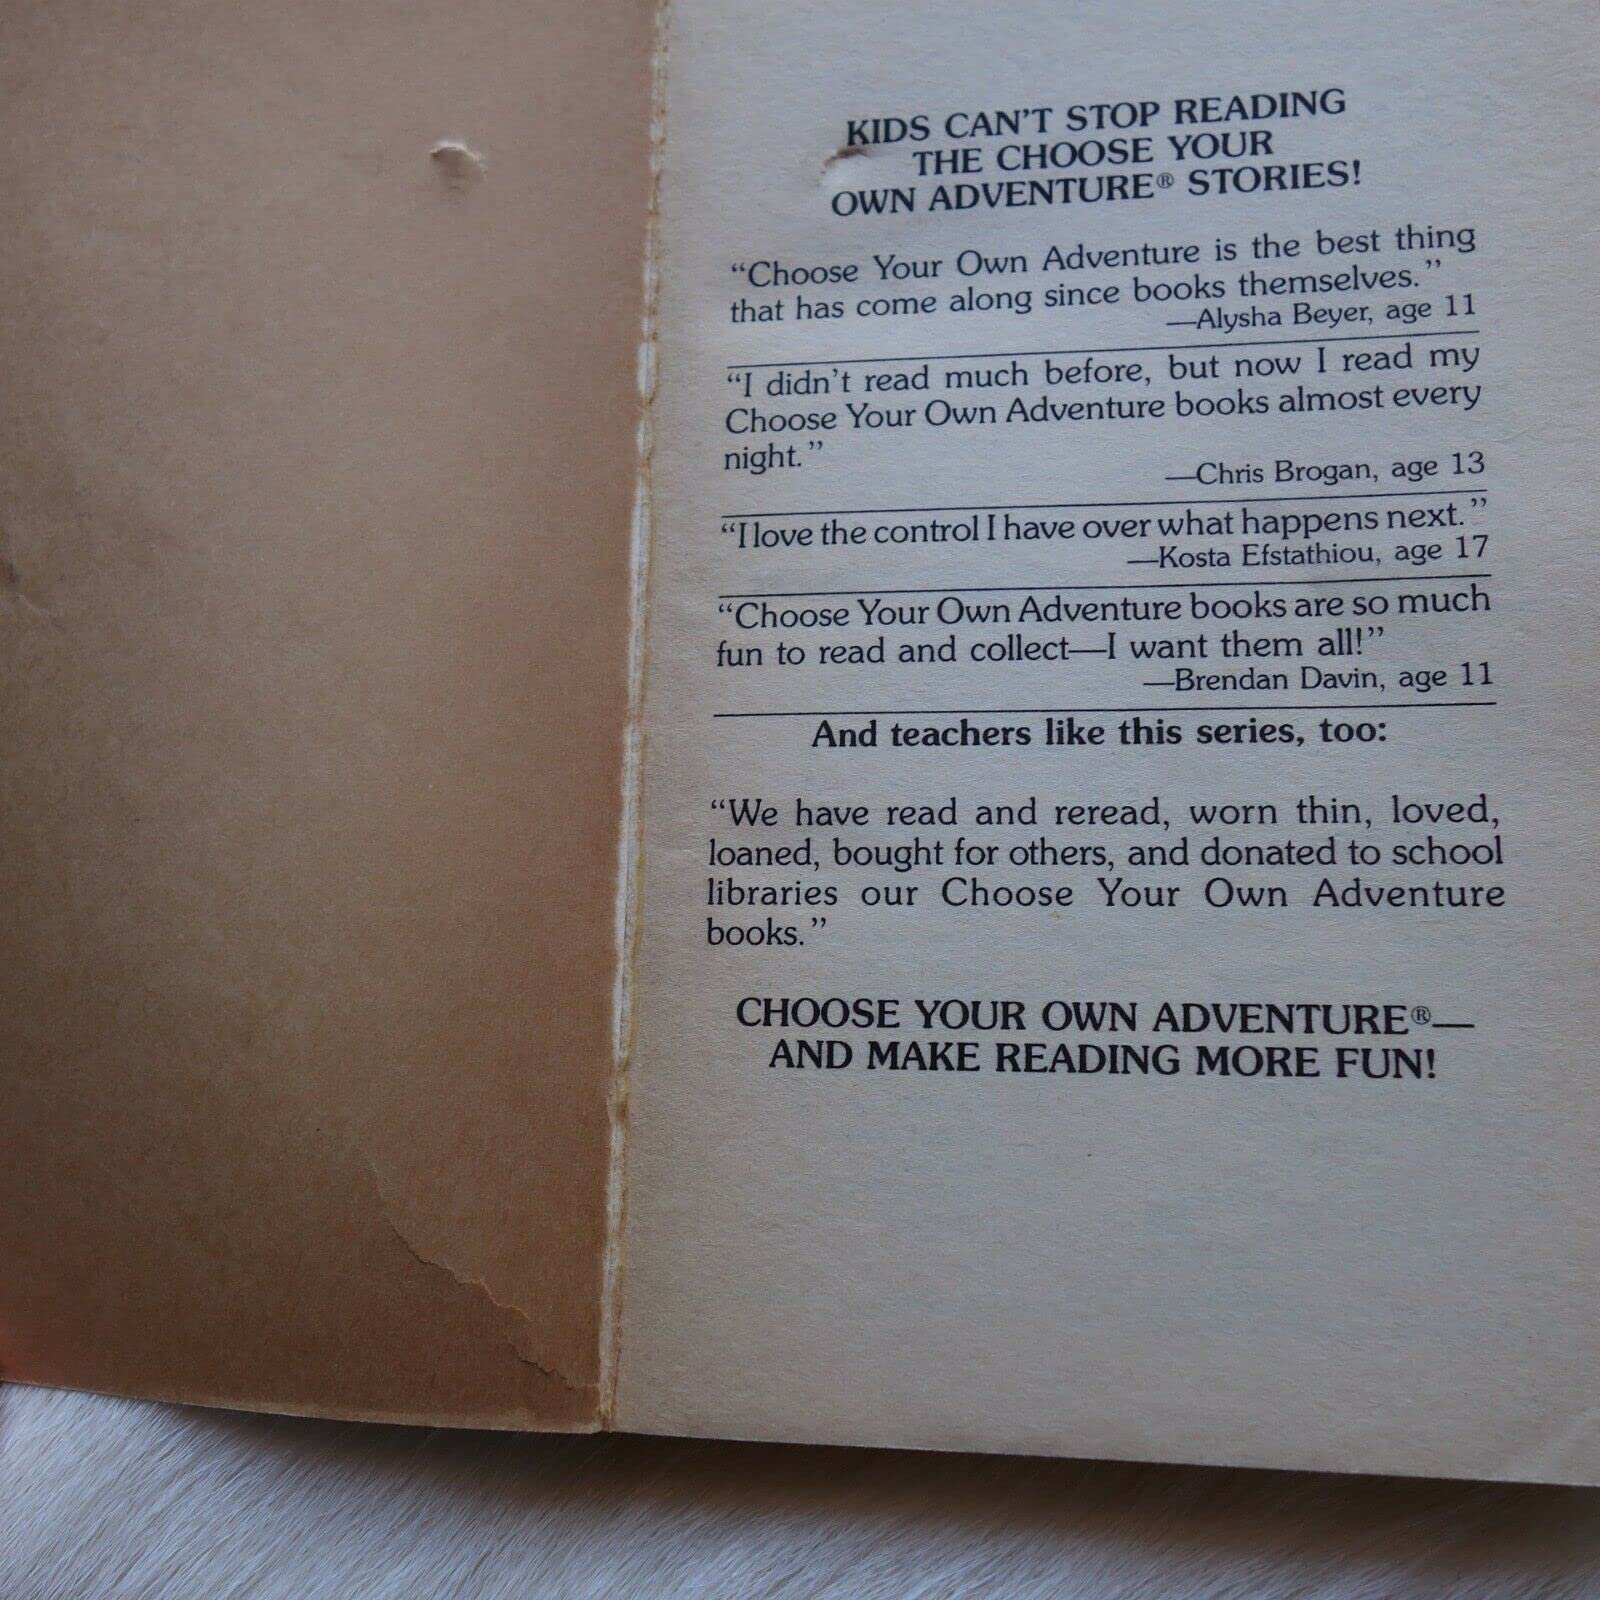 KIDS CAN'T STOP READING
THE CHOOSE YOUR
OWN ADVENTURE® STORIES!
“Choose Your Own Adventure is the best thing
that has come along since books themselves.”
—Alysha Beyer, age 11
“I didn't read much before, but now I read my
Choose Your Own Adventure books almost every
night.”
—Chris Brogan, age 13
“I love the control I have over what happens next.”
—Kosta Efstathiou, age 17
“Choose Your Own Adventure books are so much
fun to read and collect—I want them all!”
—Brendan Davin, age 11
And teachers like this series, too:
“We have read and reread, worn thin, loved,
loaned, bought for others, and donated to school
libraries our Choose Your Own Adventure
books.”
CHOOSE YOUR OWN ADVENTURE®—
AND MAKE READING MORE FUN!